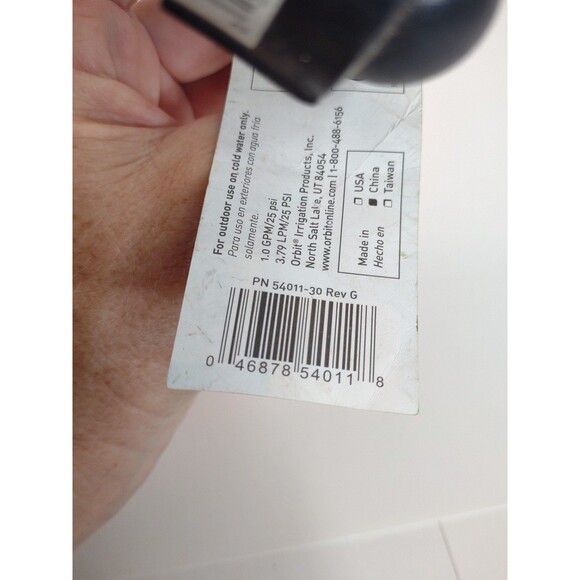 For outdoor use on cold water only.
Para uso en exteriores con agua fría
solamente.
1.0 GPM/25 psi
3.79 LPM/25 PSI
Orbit® Irrigation Products, Inc.
North Salt Lake, UT 84054
www.orbitonline.com | 1-800-488-6156
Made in
Hecho en
USA
China
Taiwan
PN 54011-30 Rev G
0 46878 54011 8